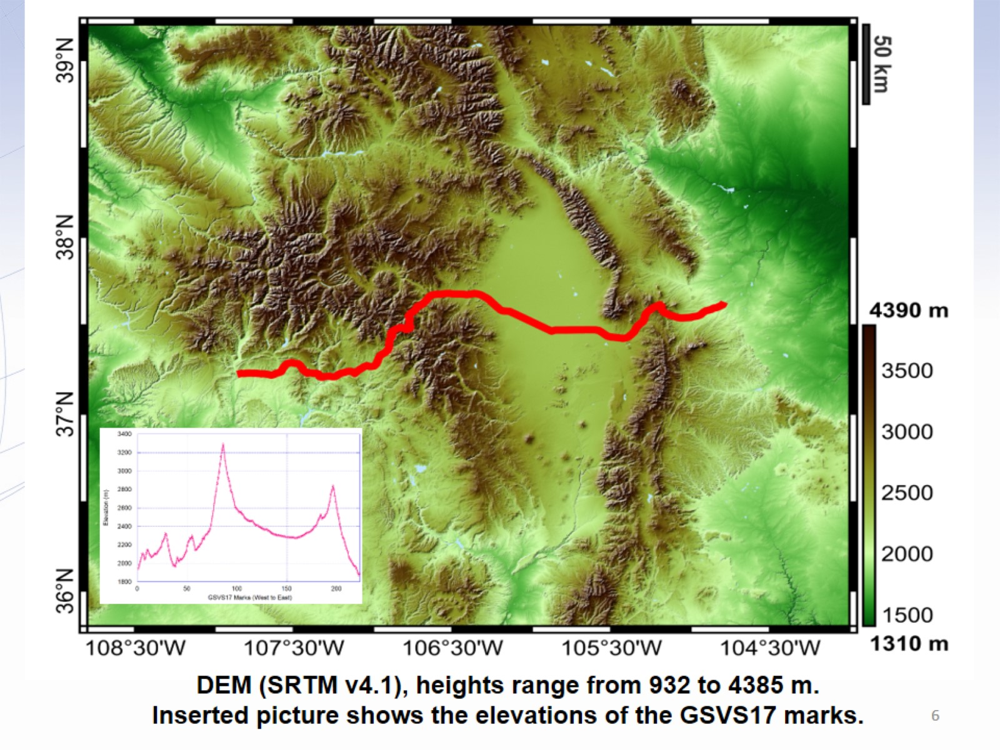 39°N
38°N
37°N
36°N
50 km
4390 m
3500
3000
2500
2000
1500
1310 m
3400
3200
3000
2800
2600
2400
2200
2000
1800
Elevation (m)
0 50 100 150 200
GSVS17 Marks (West to East)
108°30'W 107°30'W 106°30'W 105°30'W 104°30'W
DEM (SRTM v4.1), heights range from 932 to 4385 m.
Inserted picture shows the elevations of the GSVS17 marks.
6